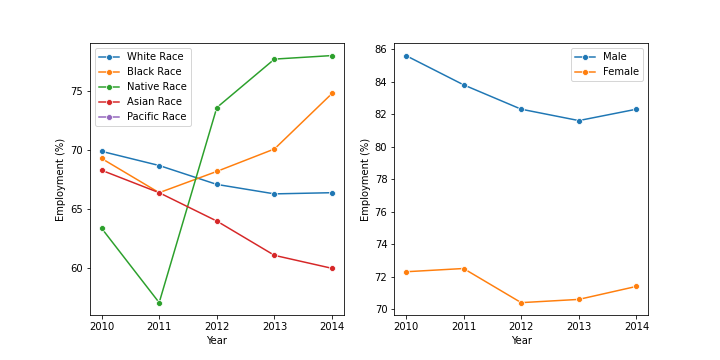 White Race
Black Race
Native Race
Asian Race
Pacific Race
75
70
65
60
Employment (%)
2010 2011 2012 2013 2014
Year
Male
Female
86
84
82
80
78
76
74
72
70
Employment (%)
2010 2011 2012 2013 2014
Year